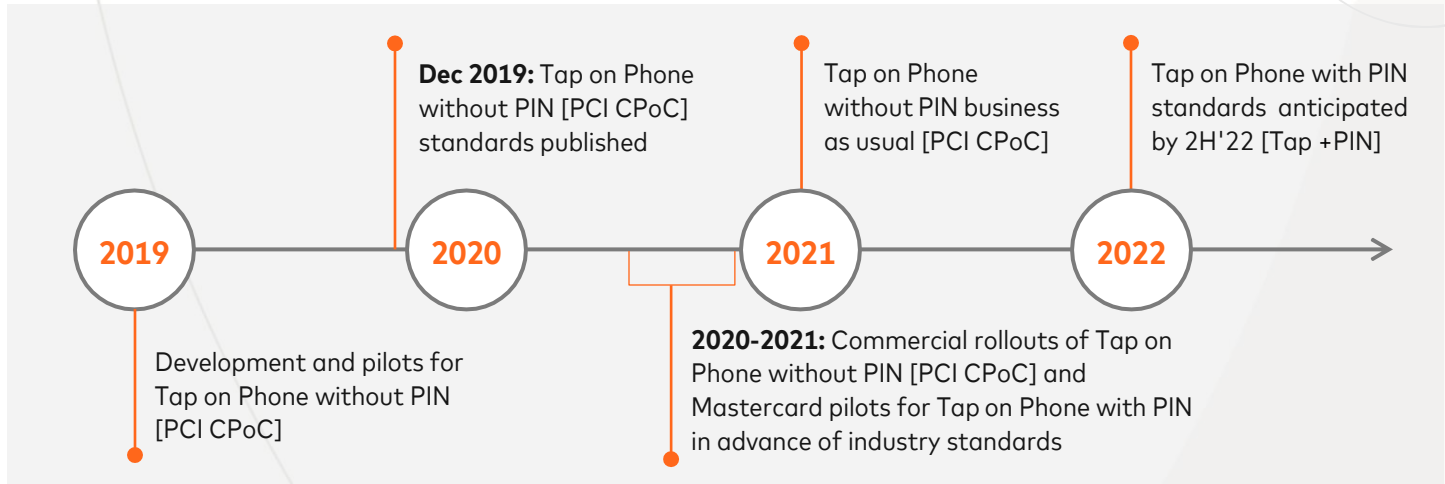 Dec 2019: Tap on Phone
without PIN [PCI CPoC]
standards published
Tap on Phone
without PIN business
as usual [PCI CPoC]
Tap on Phone with PIN
standards anticipated
by 2H'22 [Tap +PIN]
2019
2020
2021
2022
Development and pilots for
Tap on Phone without PIN
[PCI CPoC]
2020-2021: Commercial rollouts of Tap on
Phone without PIN [PCI CPoC] and
Mastercard pilots for Tap on Phone with PIN
in advance of industry standards